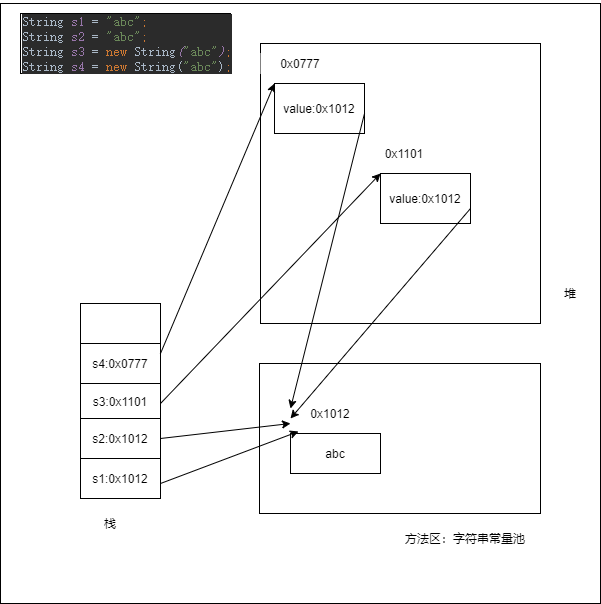 String s1 = "abc";
String s2 = "abc";
String s3 = new String("abc");
String s4 = new String("abc");
0x0777
value:0x1012
0x1101
value:0x1012
堆
s4:0x0777
s3:0x1101
s2:0x1012
s1:0x1012
栈
0x1012
abc
方法区：字符串常量池